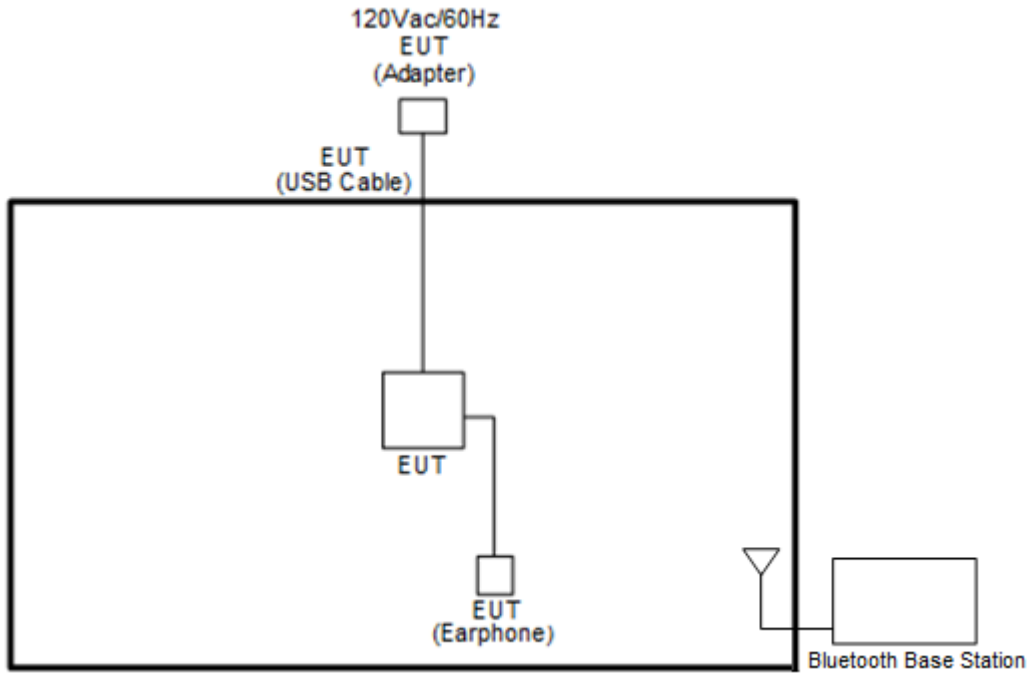 120Vac/60Hz
EUT
(Adapter)
EUT
(USB Cable)
EUT
EUT
(Earphone)
Bluetooth Base Station